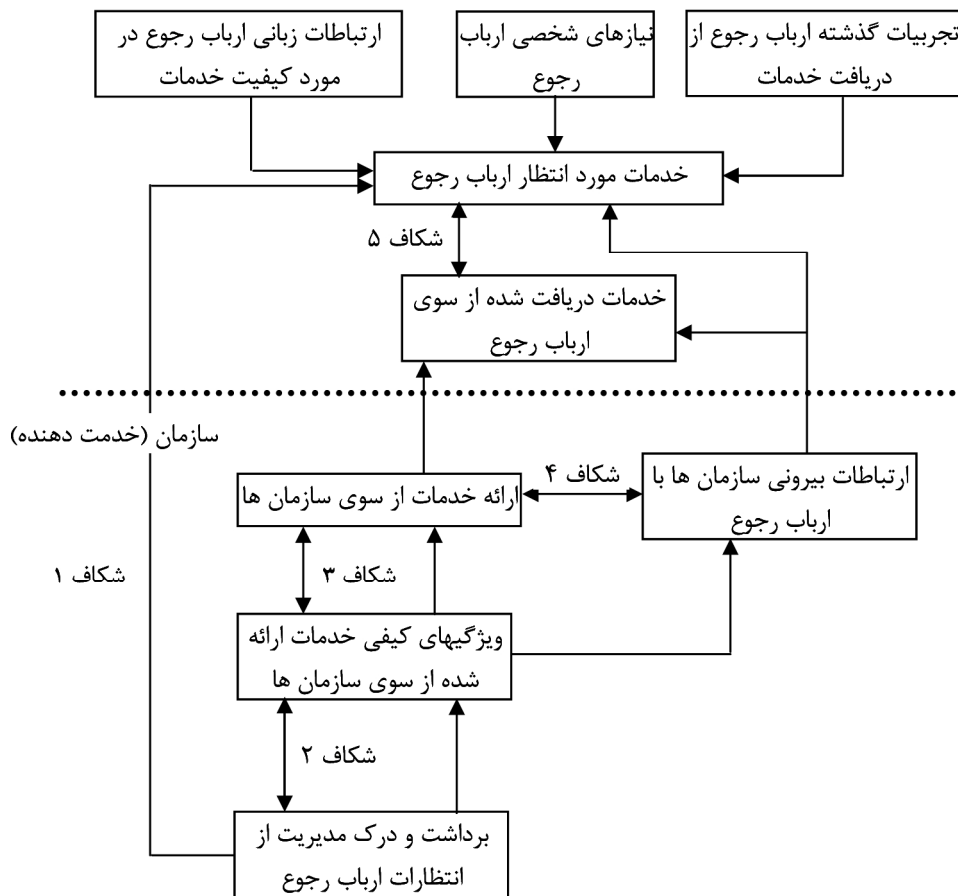 تجربیات گذشته ارباب رجوع از
دریافت خدمات
نیازهای شخصی ارباب
رجوع
ارتباطات زبانی ارباب رجوع در
مورد کیفیت خدمات
خدمات مورد انتظار ارباب رجوع
شکاف ۵
خدمات دریافت شده از سوی
ارباب رجوع
سازمان (خدمت دهنده)
ارتباطات بیرونی سازمان ها با
ارباب رجوع
شکاف ۴
ارائه خدمات از سوی سازمان ها
شکاف ۳
شکاف ۱
ویژگیهای کیفی خدمات ارائه
شده از سوی سازمان ها
شکاف ۲
برداشت و درک مدیریت از
انتظارات ارباب رجوع